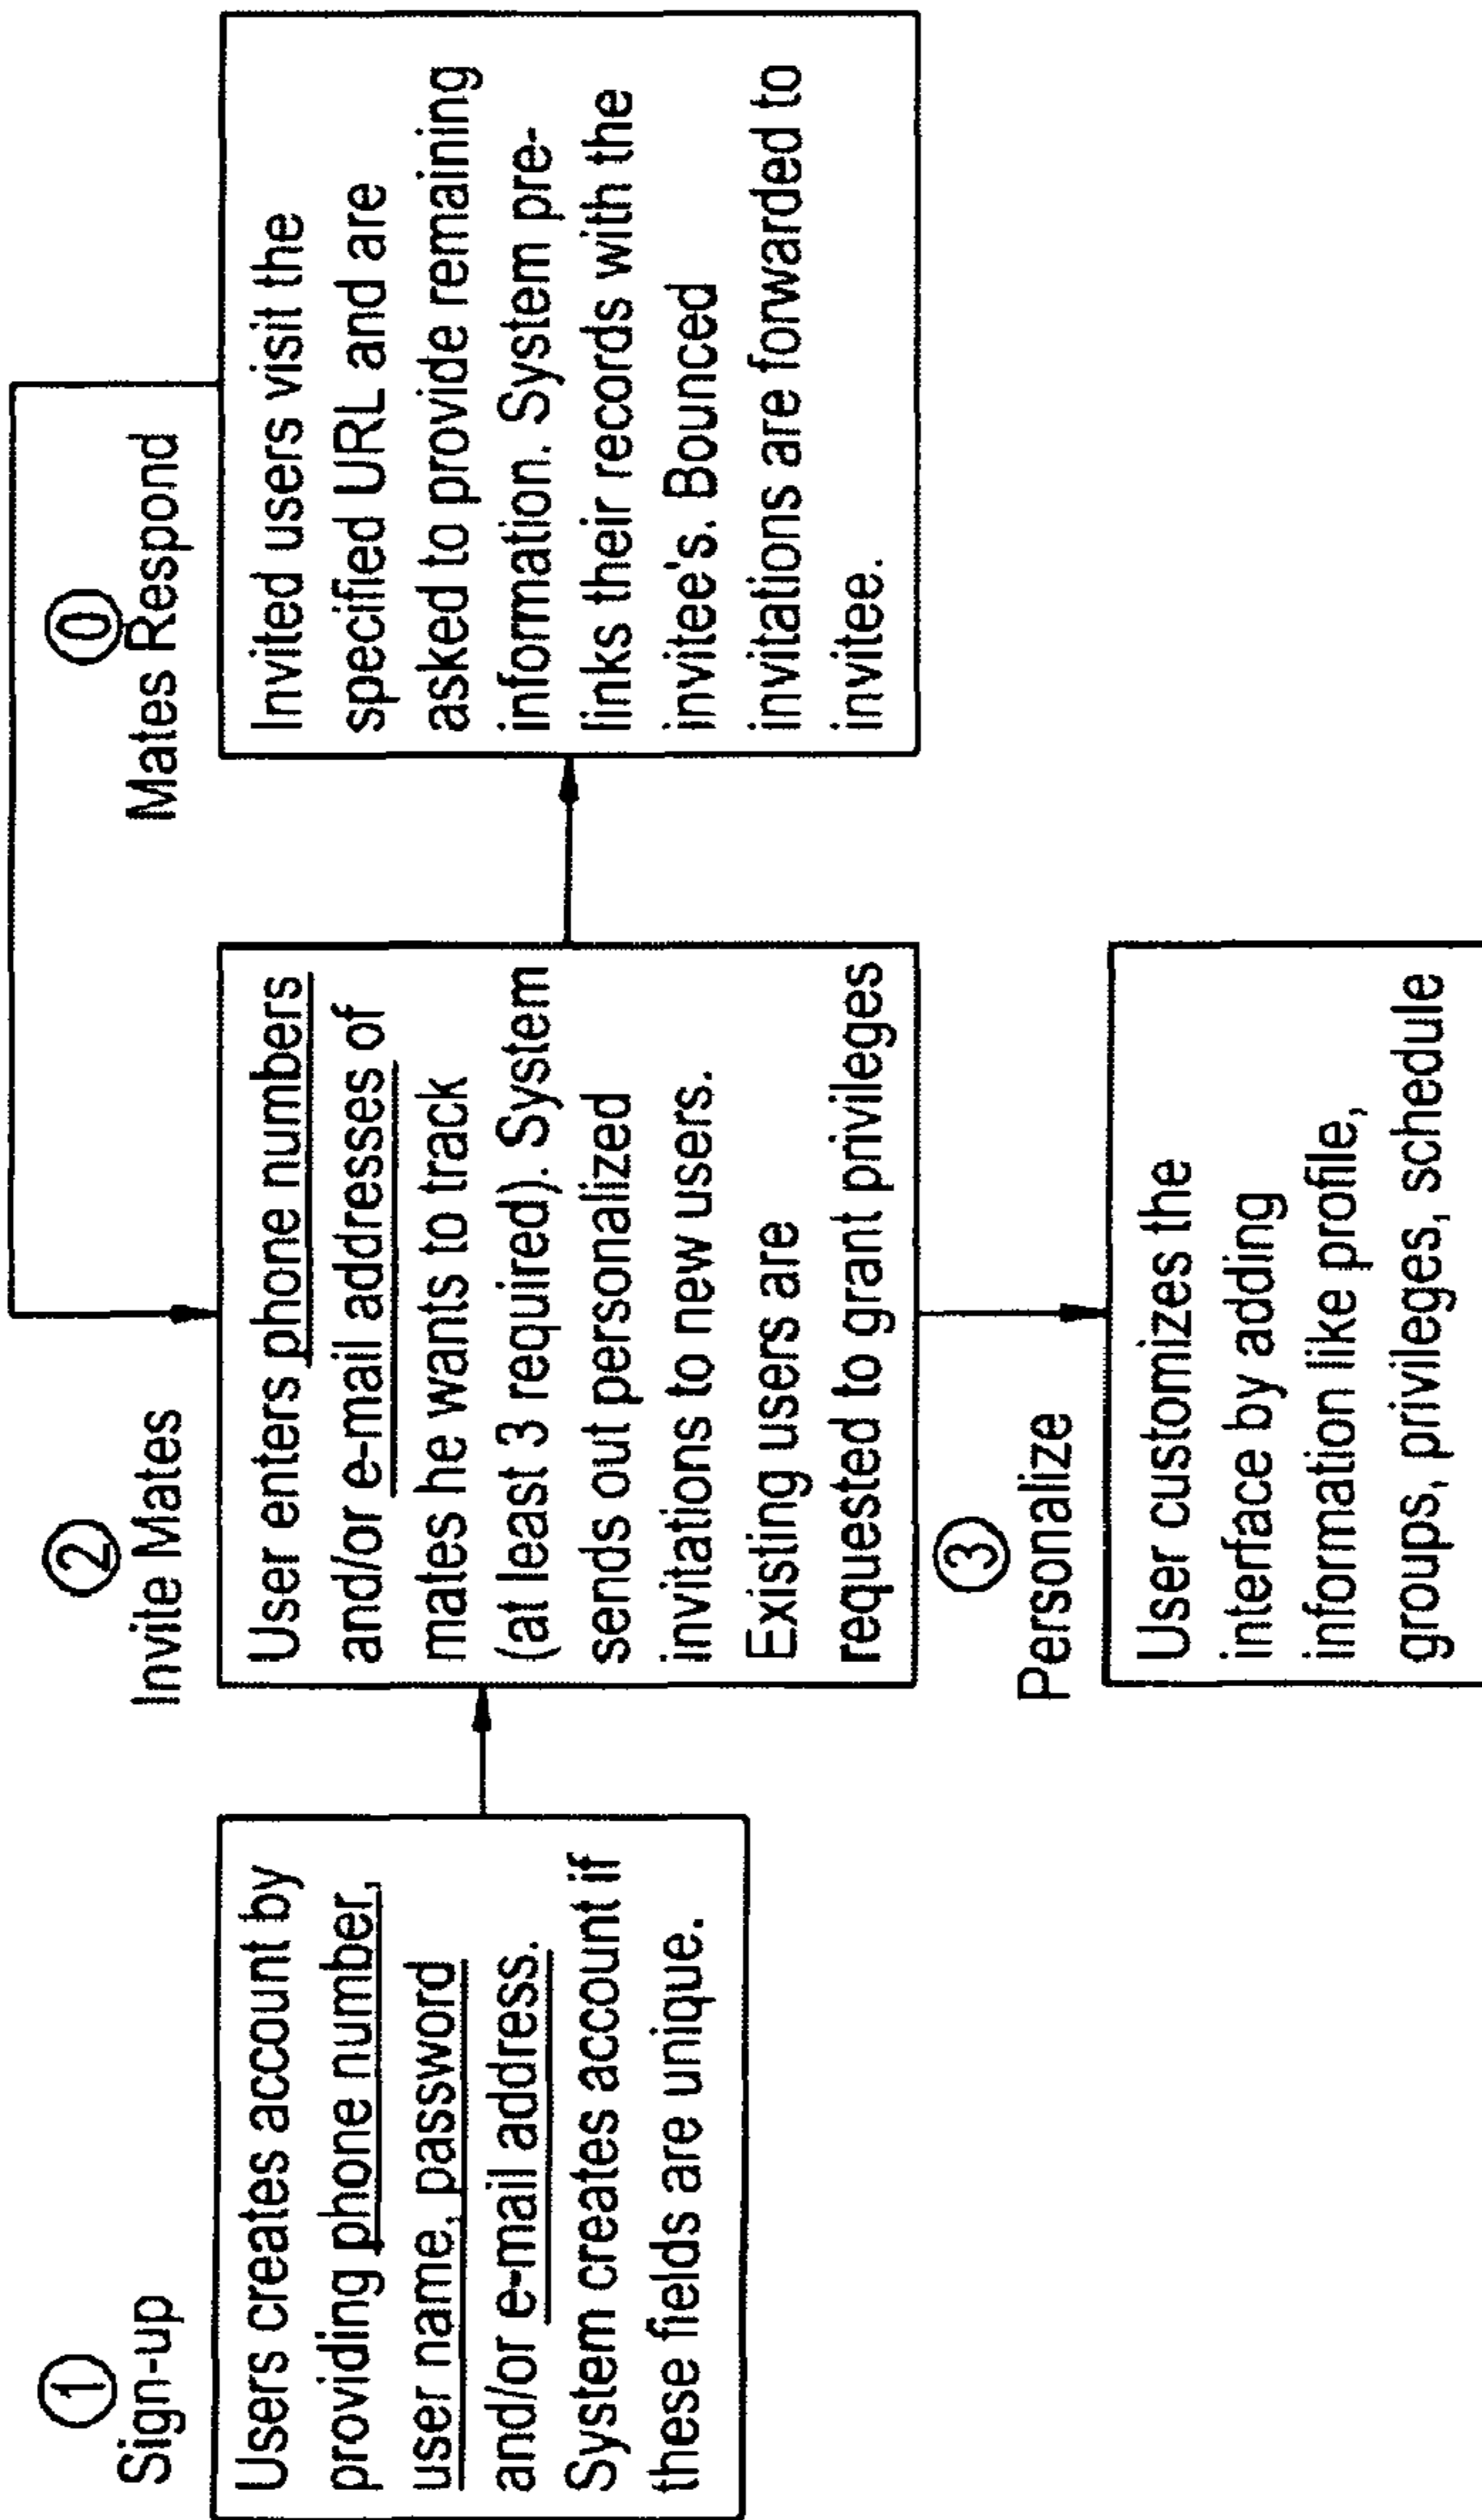 ①
Sign-up
Users creates account by
providing phone number,
user name, password
and/or e-mail address.
System creates account if
these fields are unique.
②
Invite Mates
User enters phone numbers
and/or e-mail addresses of
mates he wants to track
(at least 3 required). System
sends out personalized
invitations to new users.
Existing users are
requested to grant privileges
⓪
Mates Respond
Invited users visit the
specified URL and are
asked to provide remaining
information. System pre-
links their records with the
invitee's. Bounced
invitations are forwarded to
invitee.
③
Personalize
User customizes the
interface by adding
information like profile,
groups, privileges, schedule